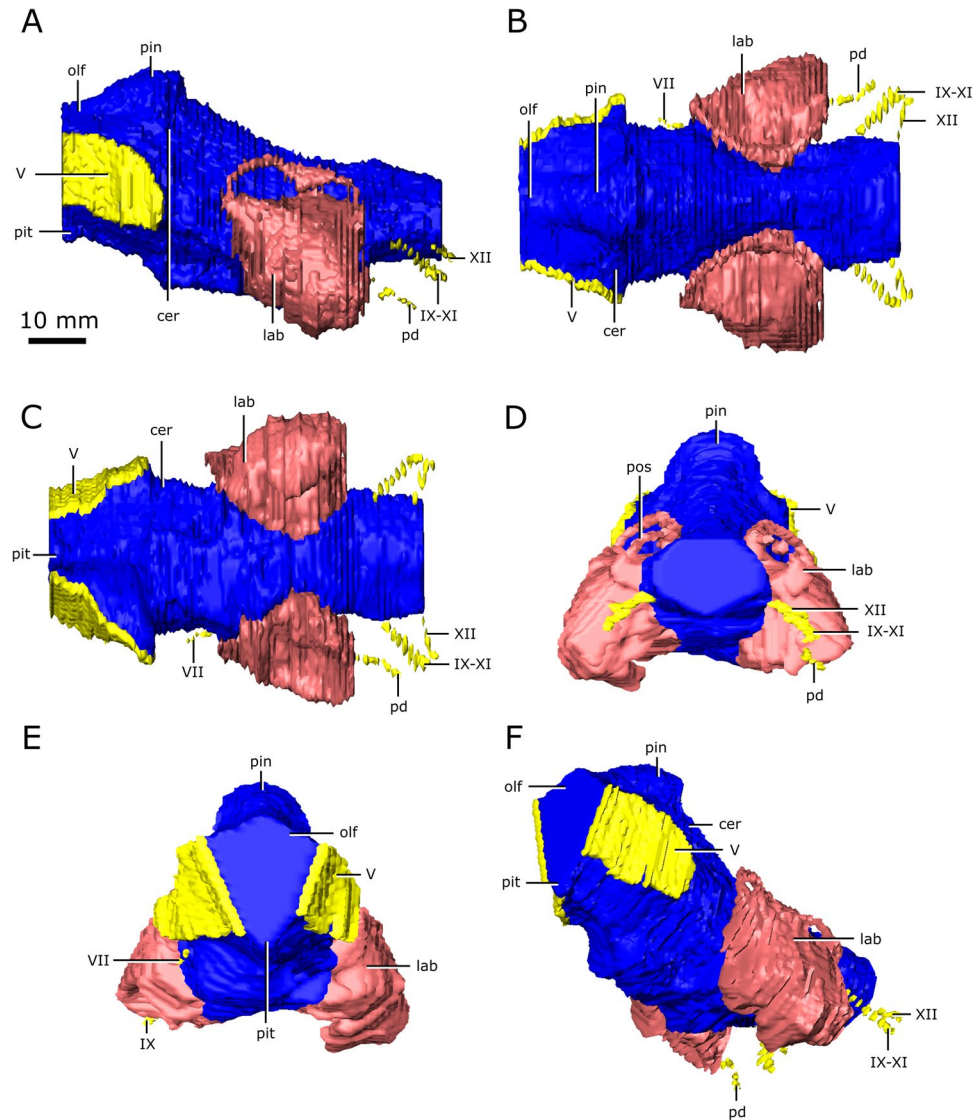 A
pin
olf
V
pit
10 mm
cer
lab
XII
IX-XI
pd
B
lab
pd
VII
IX-XI
olf
pin
XII
V
cer
C
lab
cer
V
pit
VII
XII
IX-XI
pd
D
pin
pos
V
lab
XII
IX-XI
pd
E
pin
olf
V
VII
lab
IX
pit
F
pin
olf
cer
V
pit
lab
XII
IX-XI
pd